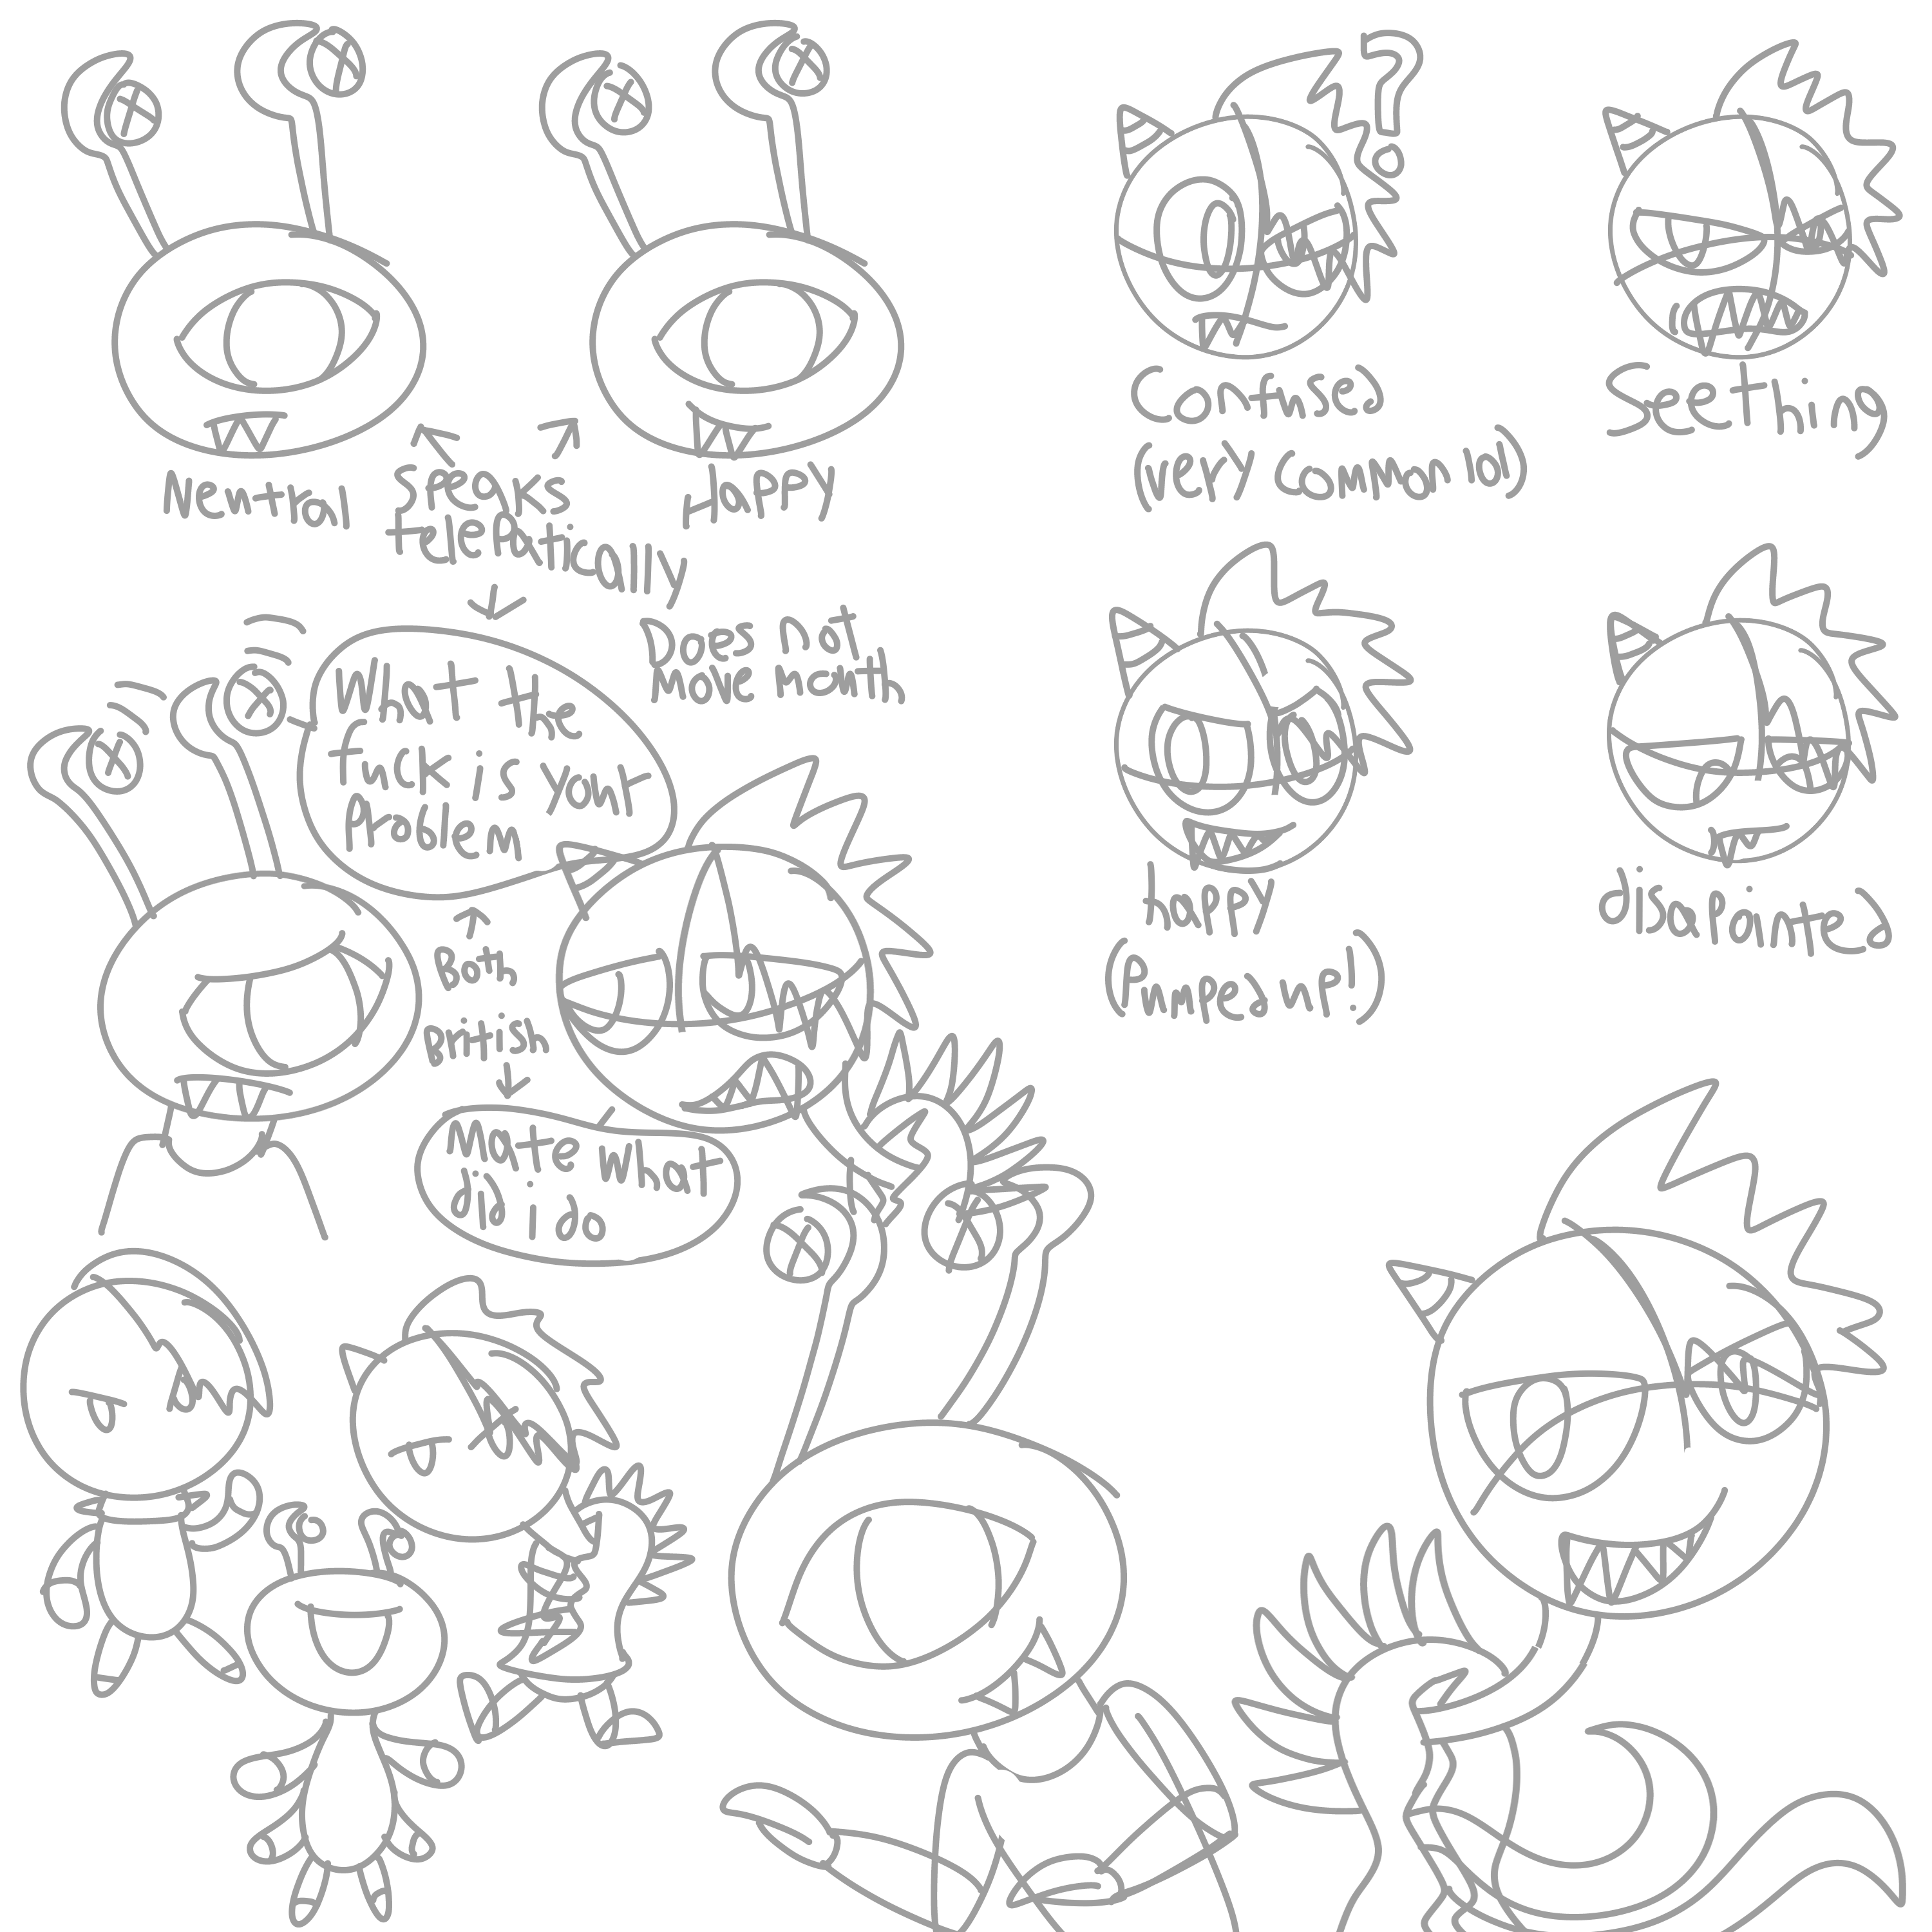 Neutral
Speaks
telepathically
Happy
Does not
move mouth
What the
fuck is your
Problem
Both
British
Mate what
did i do
?
Confused
(Very common lol)
Seething
happy
(Pumped up!)
disapointed